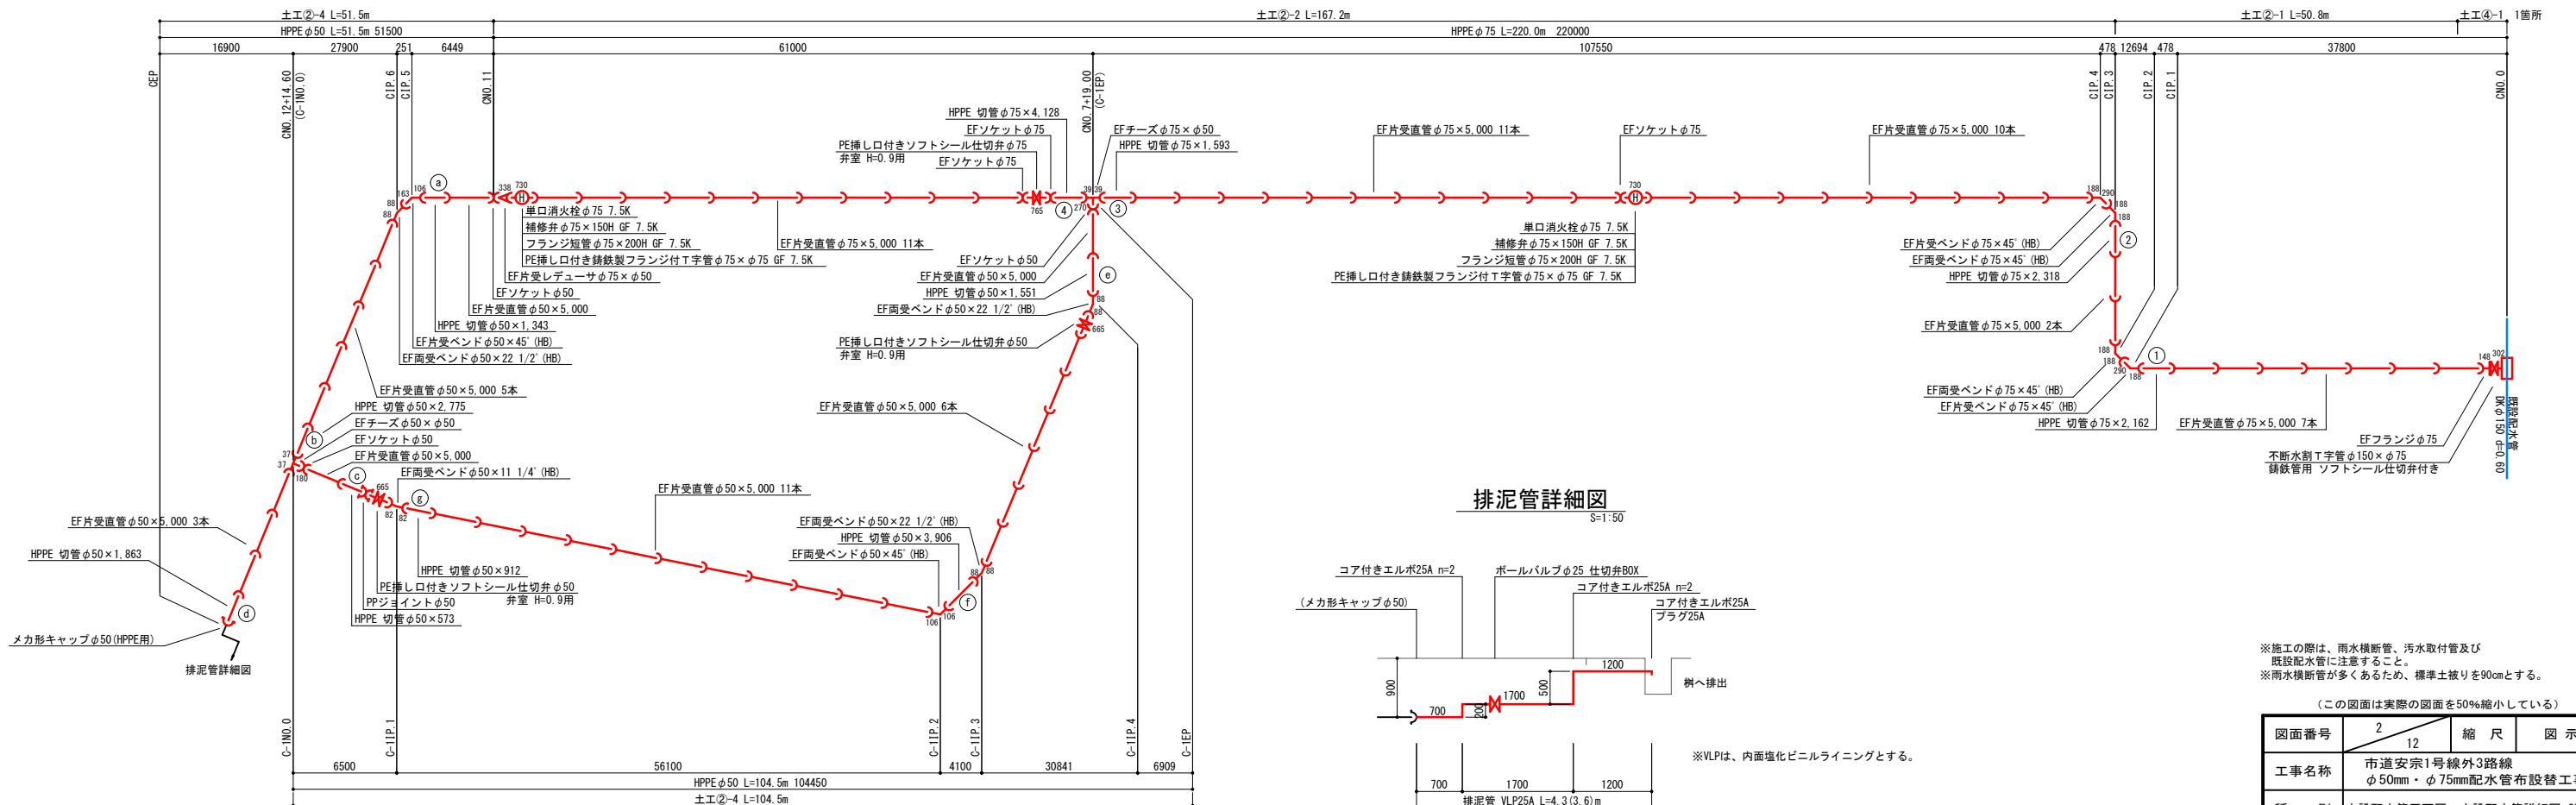 土工②-4 L=51.5m
土工②-2 L=167.2m
土工②-1 L=50.8m
土工④-1 1箇所
HPPEφ50 L=51.5m 51500
HPPEφ75 L=220.0m 220000
16900
27900
251
6449
61000
107550
478
12694
478
37800
CEP
CNO.12+14.60
(C-1NO.0)
CIP.6
CIP.5
CNO.11
CNO.7+19.00
(C-1EP)
CIP.4
CIP.3
CIP.2
CIP.1
CNO.0
HPPE 切管φ75×4,128
EFソケットφ75
PE挿し口付きソフトシール仕切弁φ75
弁室 H=0.9用
EFソケットφ75
EFチーズφ75×φ50
HPPE 切管φ75×1,593
EF片受直管φ75×5,000 11本
EFソケットφ75
EF片受直管φ75×5,000 10本
163
106
ⓐ
338
730
H
88
88
765
④
39
39
270
③
730
H
188
290
188
188
②
単口消火栓φ75 7.5K
補修弁φ75×150H GF 7.5K
フランジ短管φ75×200H GF 7.5K
PE挿し口付き鋳鉄製フランジ付T字管φ75×φ75 GF 7.5K
EF片受レデューサφ75×φ50
EFソケットφ50
EF片受直管φ50×5,000
HPPE 切管φ50×1,343
EF片受ベンドφ50×45°(HB)
EF両受ベンドφ50×22 1/2°(HB)
EF片受直管φ75×5,000 11本
EFソケットφ50
EF片受直管φ50×5,000
HPPE 切管φ50×1,551
EF両受ベンドφ50×22 1/2°(HB)
PE挿し口付きソフトシール仕切弁φ50
弁室 H=0.9用
ⓔ
88
88
665
単口消火栓φ75 7.5K
補修弁φ75×150H GF 7.5K
フランジ短管φ75×200H GF 7.5K
PE挿し口付き鋳鉄製フランジ付T字管φ75×φ75 GF 7.5K
EF片受ベンドφ75×45°(HB)
EF両受ベンドφ75×45°(HB)
HPPE 切管φ75×2,318
EF片受直管φ75×5,000 2本
188
188
290
188
①
148
302
EF両受ベンドφ75×45°(HB)
EF片受ベンドφ75×45°(HB)
HPPE 切管φ75×2,162
EF片受直管φ75×5,000 7本
EFフランジφ75
不断水割T字管φ150×φ75
鋳鉄管用 ソフトシール仕切弁付き
既設配水管
DKφ150 d=0.60
EF片受直管φ50×5,000 5本
HPPE 切管φ50×2,775
EFチーズφ50×φ50
EFソケットφ50
EF片受直管φ50×5,000
EF両受ベンドφ50×11 1/4°(HB)
ⓑ
37
37
180
ⓒ
665
82
82
ⓖ
EF片受直管φ50×5,000 6本
EF片受直管φ50×5,000 11本
EF両受ベンドφ50×22 1/2°(HB)
HPPE 切管φ50×3,906
EF両受ベンドφ50×45°(HB)
88
88
106
106
ⓕ
EF片受直管φ50×5,000 3本
HPPE 切管φ50×1,863
ⓓ
メカ形キャップφ50(HPPE用)
排泥管詳細図
HPPE 切管φ50×912
PE挿し口付きソフトシール仕切弁φ50
弁室 H=0.9用
PPジョイントφ50
HPPE 切管φ50×573
C-1NO.0
C-1IP.1
C-1IP.2
C-1IP.3
C-1IP.4
C-1EP
6500
56100
4100
30841
6909
HPPEφ50 L=104.5m 104450
土工②-4 L=104.5m
排泥管詳細図
S=1:50
コア付きエルボ25A n=2
ボールバルブφ25 仕切弁BOX
コア付きエルボ25A n=2
(メカ形キャップφ50)
コア付きエルボ25A
プラグ25A
900
700
200
1700
500
1200
桝へ排出
※VLPは、内面塩化ビニルライニングとする。
700
1700
1200
排泥管 VLP25A L=4.3(3.6)m
※施工の際は、雨水横断管、汚水取付管及び
既設配水管に注意すること。
※雨水横断管が多くあるため、標準土被りを90cmとする。
(この図面は実際の図面を50%縮小している)
図面番号
2
12
縮 尺
図 示
工事名称
市道安宗1号線外3路線
φ50mm・φ75mm配水管布設替工